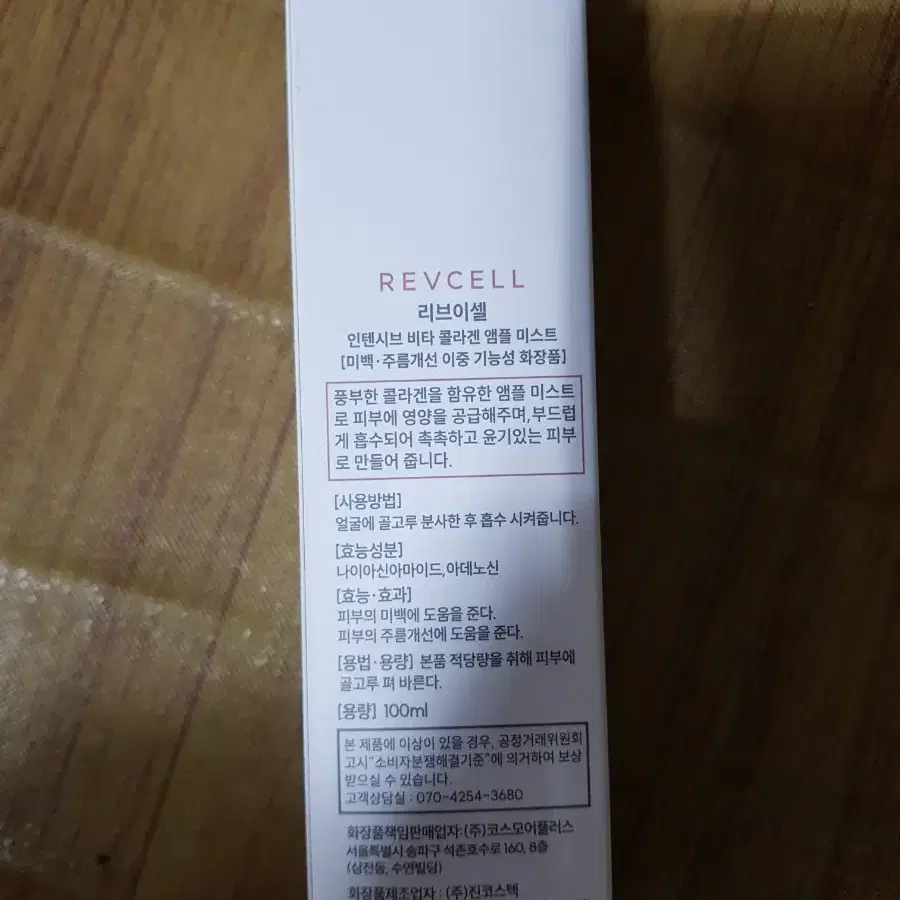 REVCELL
리브이셀
인텐시브 비타 콜라겐 앰플 미스트
[미백·주름개선 이중 기능성 화장품]
풍부한 콜라겐을 함유한 앰플 미스트
로 피부에 영양을 공급해주며,부드럽
게 흡수되어 촉촉하고 윤기있는 피부
로 만들어 줍니다.
[사용방법]
얼굴에 골고루 분사한 후 흡수 시켜줍니다.
[효능성분]
나이아신아마이드,아데노신
[효능·효과]
피부의 미백에 도움을 준다.
피부의 주름개선에 도움을 준다.
[용법·용량] 본품 적당량을 취해 피부에
골고루 펴 바른다.
[용량] 100ml
본 제품에 이상이 있을 경우, 공정거래위원회
고시"소비자분쟁해결기준"에 의거하여 보상
받으실 수 있습니다.
고객상담실 : 070-4254-3680
화장품책임판매업자:(주)코스모어플러스
서울특별시 송파구 석촌호수로 160, 8층
(삼전동, 수연빌딩)
화장품제조업자 : (주)진코스텍